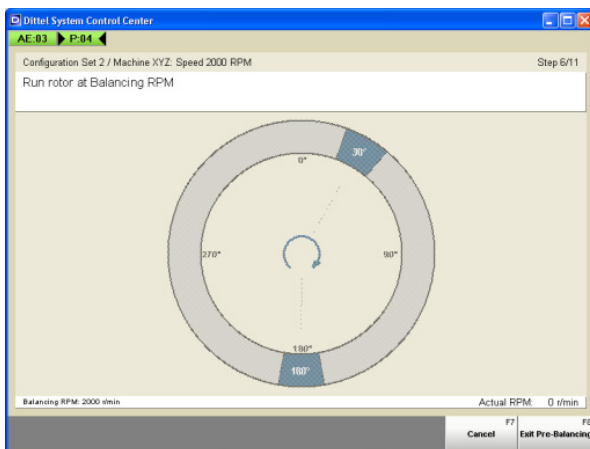 Dittel System Control Center
AE:03 P:04
Configuration Set 2 / Machine XYZ: Speed 2000 RPM Step 6/11
Run rotor at Balancing RPM
30°
0°
270° 90°
180°
180°
Balancing RPM: 2000 r/min Actual RPM: 0 r/min
F7 F8
Cancel Exit Pre-Balancing